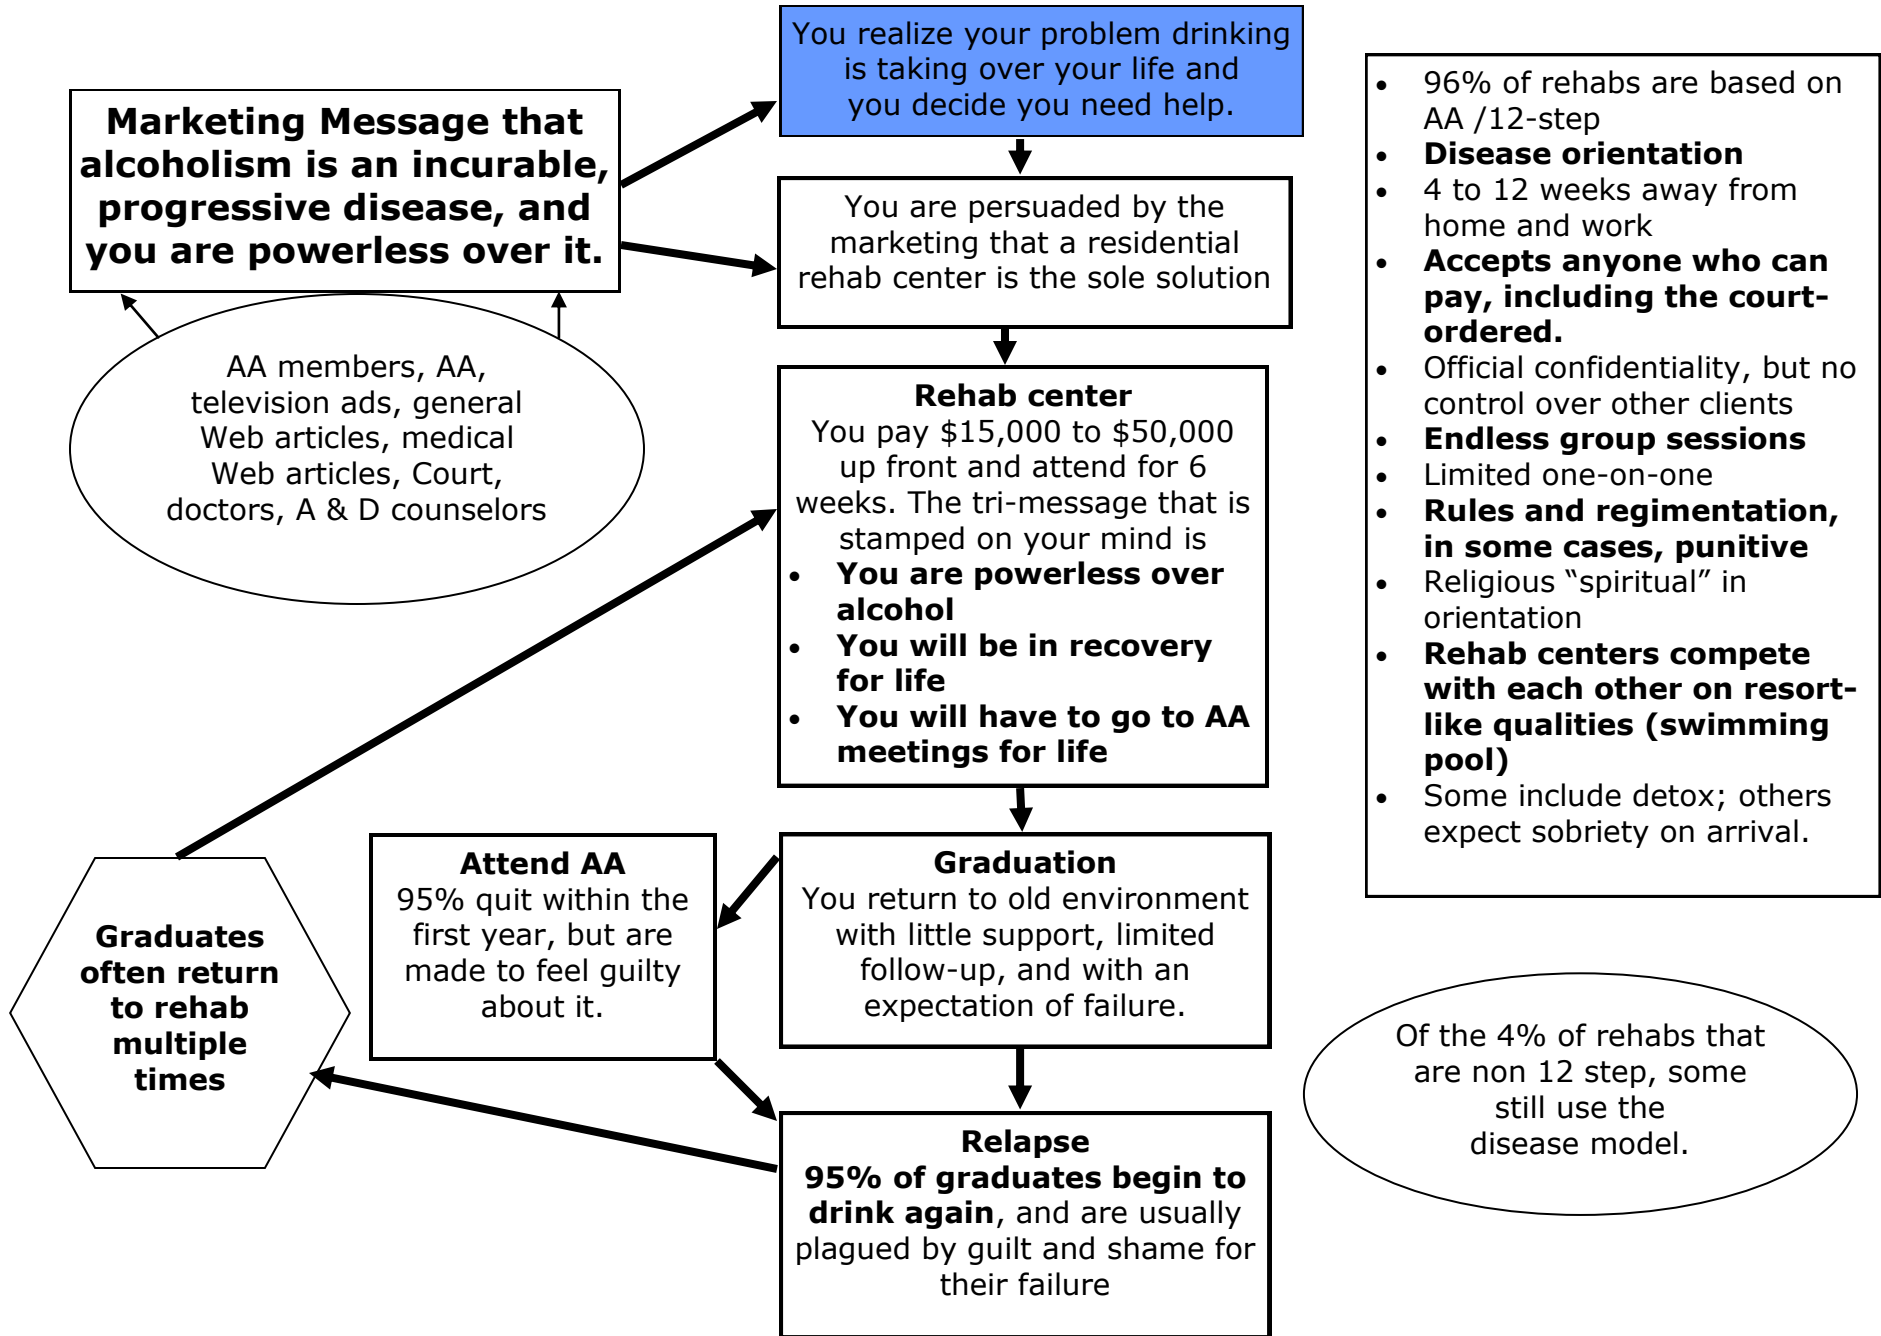 You realize your problem drinking
is taking over your life and
you decide you need help.
Marketing Message that
alcoholism is an incurable,
progressive disease, and
you are powerless over it.
You are persuaded by the
marketing that a residential
rehab center is the sole solution
AA members, AA,
television ads, general
Web articles, medical
Web articles, Court,
doctors, A & D counselors
Rehab center
You pay $15,000 to $50,000
up front and attend for 6
weeks. The tri-message that is
stamped on your mind is
• You are powerless over
alcohol
• You will be in recovery
for life
• You will have to go to AA
meetings for life
Attend AA
95% quit within the
first year, but are
made to feel guilty
about it.
Graduation
You return to old environment
with little support, limited
follow-up, and with an
expectation of failure.
Graduates
often return
to rehab
multiple
times
Relapse
95% of graduates begin to
drink again, and are usually
plagued by guilt and shame for
their failure
• 96% of rehabs are based on
AA /12-step
• Disease orientation
• 4 to 12 weeks away from
home and work
• Accepts anyone who can
pay, including the court-
ordered.
• Official confidentiality, but no
control over other clients
• Endless group sessions
• Limited one-on-one
• Rules and regimentation,
in some cases, punitive
• Religious “spiritual” in
orientation
• Rehab centers compete
with each other on resort-
like qualities (swimming
pool)
• Some include detox; others
expect sobriety on arrival.
Of the 4% of rehabs that
are non 12 step, some
still use the
disease model.